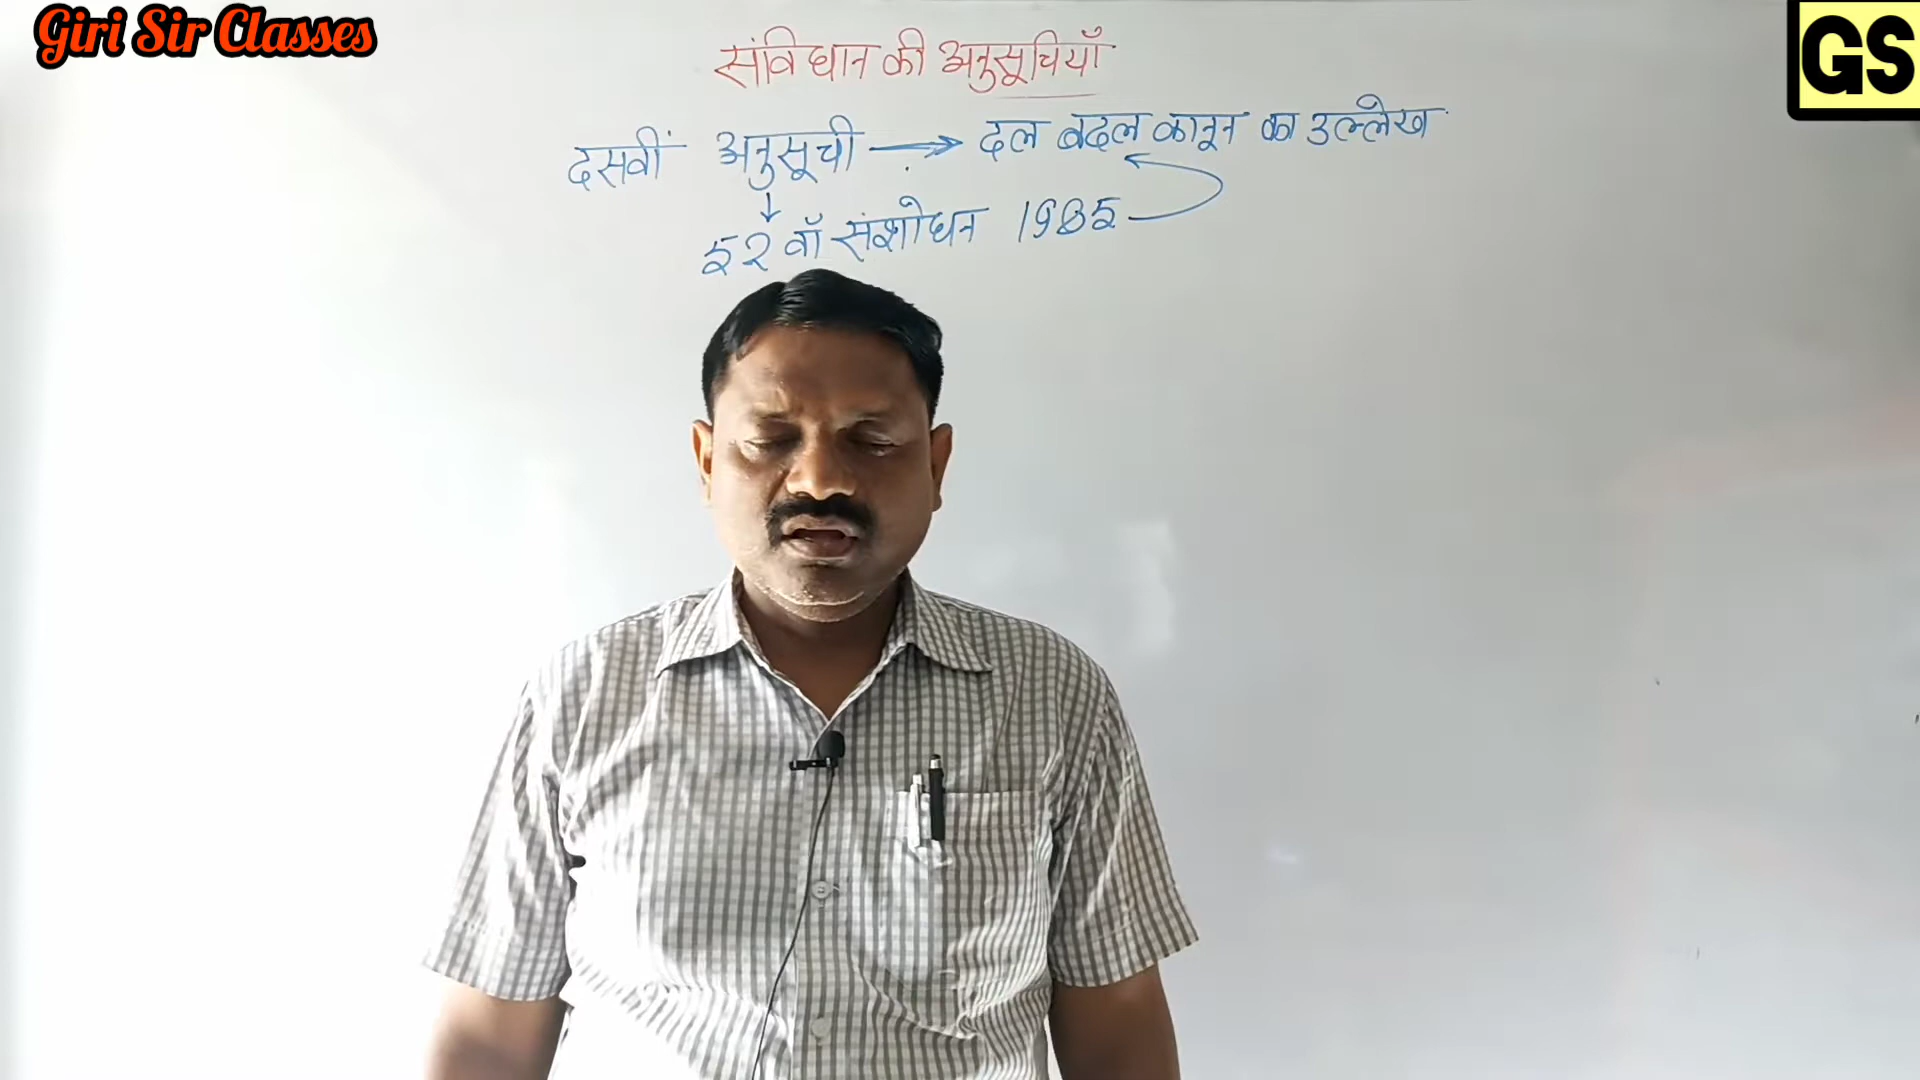 Giri Sir Classes
GS
संविधान की अनुसूचियाँ
दसवीं अनुसूची → दल बदल कानून का उल्लेख
↓
52 वाँ संशोधन 1985